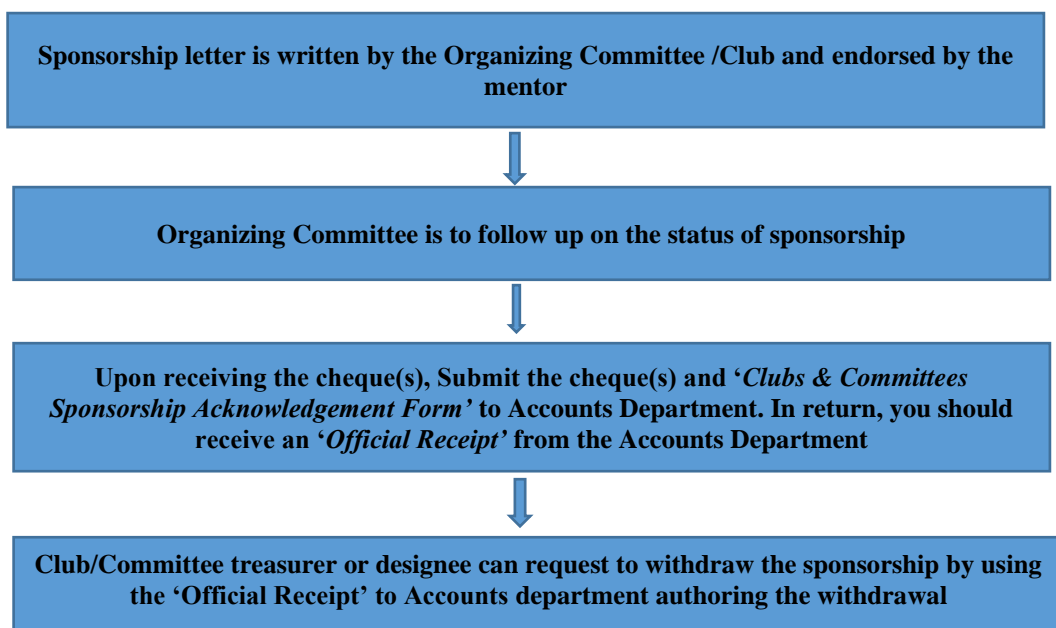 Sponsorship letter is written by the Organizing Committee /Club and endorsed by the
mentor
Organizing Committee is to follow up on the status of sponsorship
Upon receiving the cheque(s), Submit the cheque(s) and ‘Clubs & Committees
Sponsorship Acknowledgement Form’ to Accounts Department. In return, you should
receive an ‘Official Receipt’ from the Accounts Department
Club/Committee treasurer or designee can request to withdraw the sponsorship by using
the ‘Official Receipt’ to Accounts department authoring the withdrawal